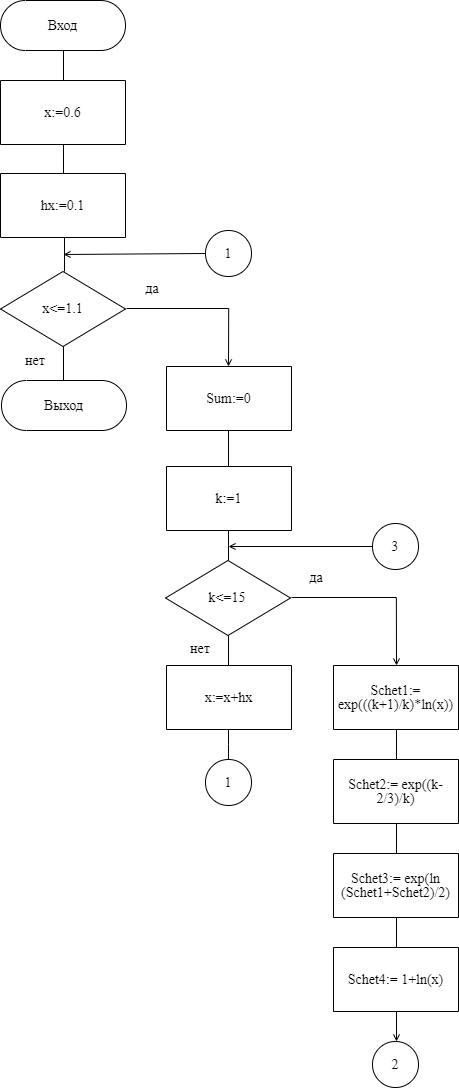 Вход
x:=0.6
hx:=0.1
1
x<=1.1
да
нет
Выход
Sum:=0
k:=1
3
k<=15
да
нет
x:=x+hx
1
Schet1:=
exp(((k+1)/k)*ln(x))
Schet2:= exp((k-
2/3)/k)
Schet3:= exp(ln
(Schet1+Schet2)/2)
Schet4:= 1+ln(x)
2